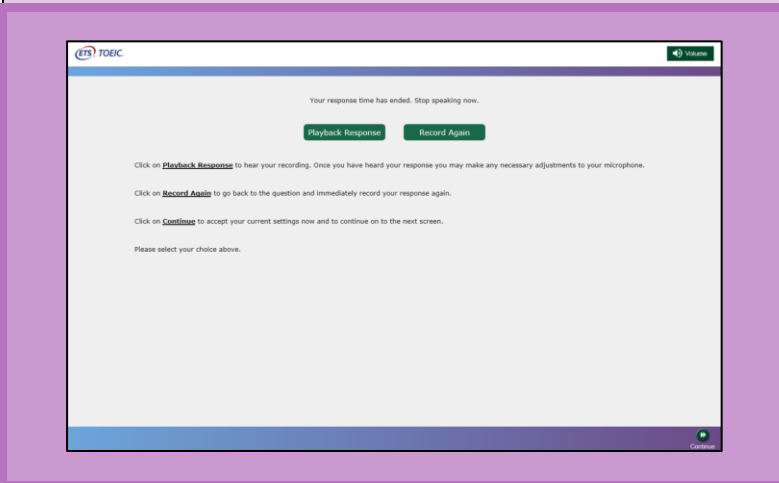 ETS TOEIC.
Volume
Your response time has ended. Stop speaking now.
Playback Response Record Again
Click on Playback Response to hear your recording. Once you have heard your response you may make any necessary adjustments to your microphone.
Click on Record Again to go back to the question and immediately record your response again.
Click on Continue to accept your current settings now and to continue on to the next screen.
Please select your choice above.
Continue